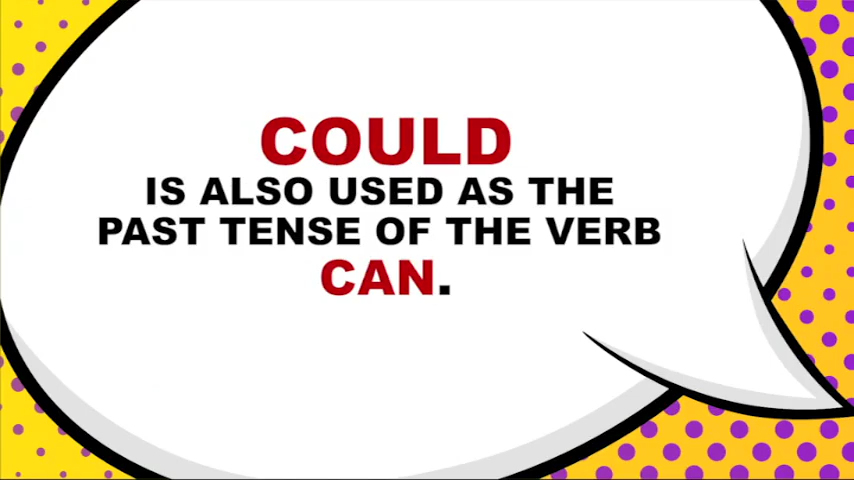 COULD
IS ALSO USED AS THE
PAST TENSE OF THE VERB
CAN.